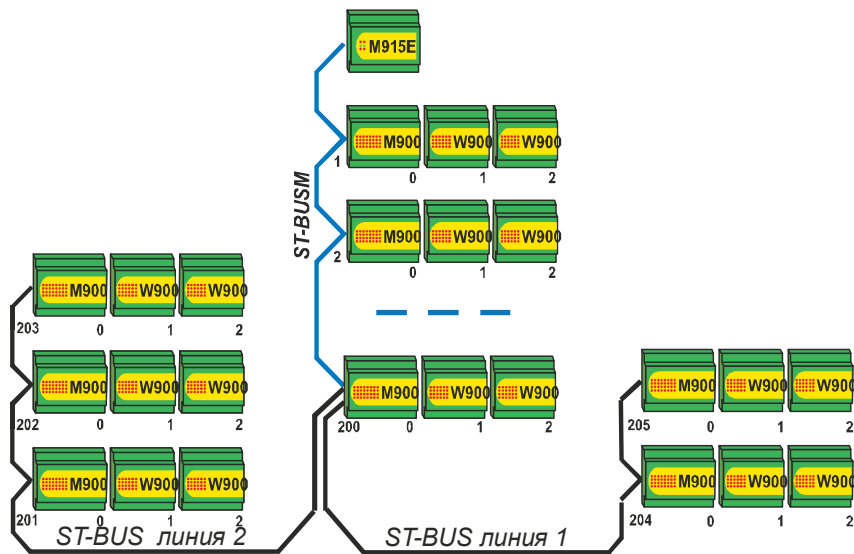 M915E
M900 W900 W900
1 0 1 2
ST-BUSM
M900 W900 W900
2 0 1 2
M900 W900 W900
203 0 1 2
M900 W900 W900
202 0 1 2
M900 W900 W900
201 0 1 2
M900 W900 W900
200 0 1 2
M900 W900 W900
205 0 1 2
M900 W900 W900
204 0 1 2
ST-BUS линия 2
ST-BUS линия 1